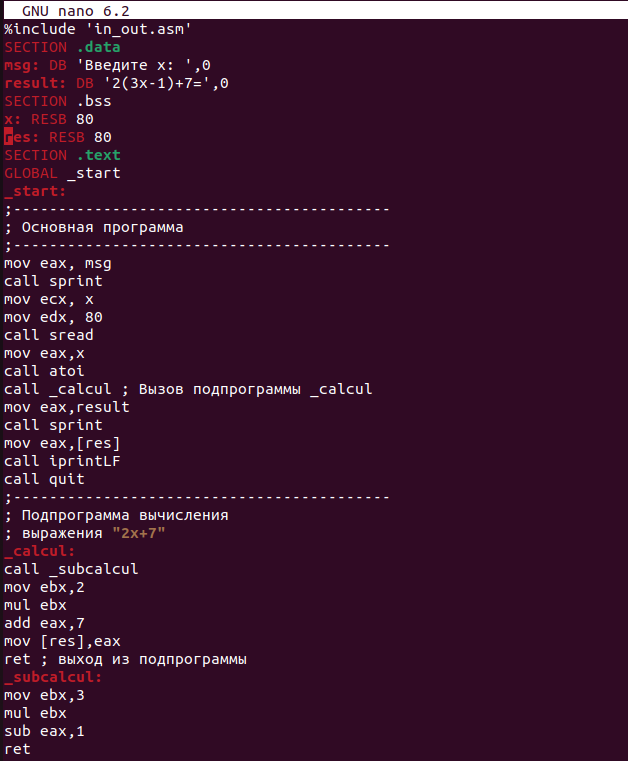 GNU nano 6.2
%include 'in_out.asm'
SECTION .data
msg: DB 'Введите x: ',0
result: DB '2(3x-1)+7=',0
SECTION .bss
x: RESB 80
res: RESB 80
SECTION .text
GLOBAL _start
_start:
;------------------------------------------
; Основная программа
;------------------------------------------
mov eax, msg
call sprint
mov ecx, x
mov edx, 80
call sread
mov eax,x
call atoi
call _calcul ; Вызов подпрограммы _calcul
mov eax,result
call sprint
mov eax,[res]
call iprintLF
call quit
;------------------------------------------
; Подпрограмма вычисления
; выражения "2x+7"
_calcul:
call _subcalcul
mov ebx,2
mul ebx
add eax,7
mov [res],eax
ret ; выход из подпрограммы
_subcalcul:
mov ebx,3
mul ebx
sub eax,1
ret